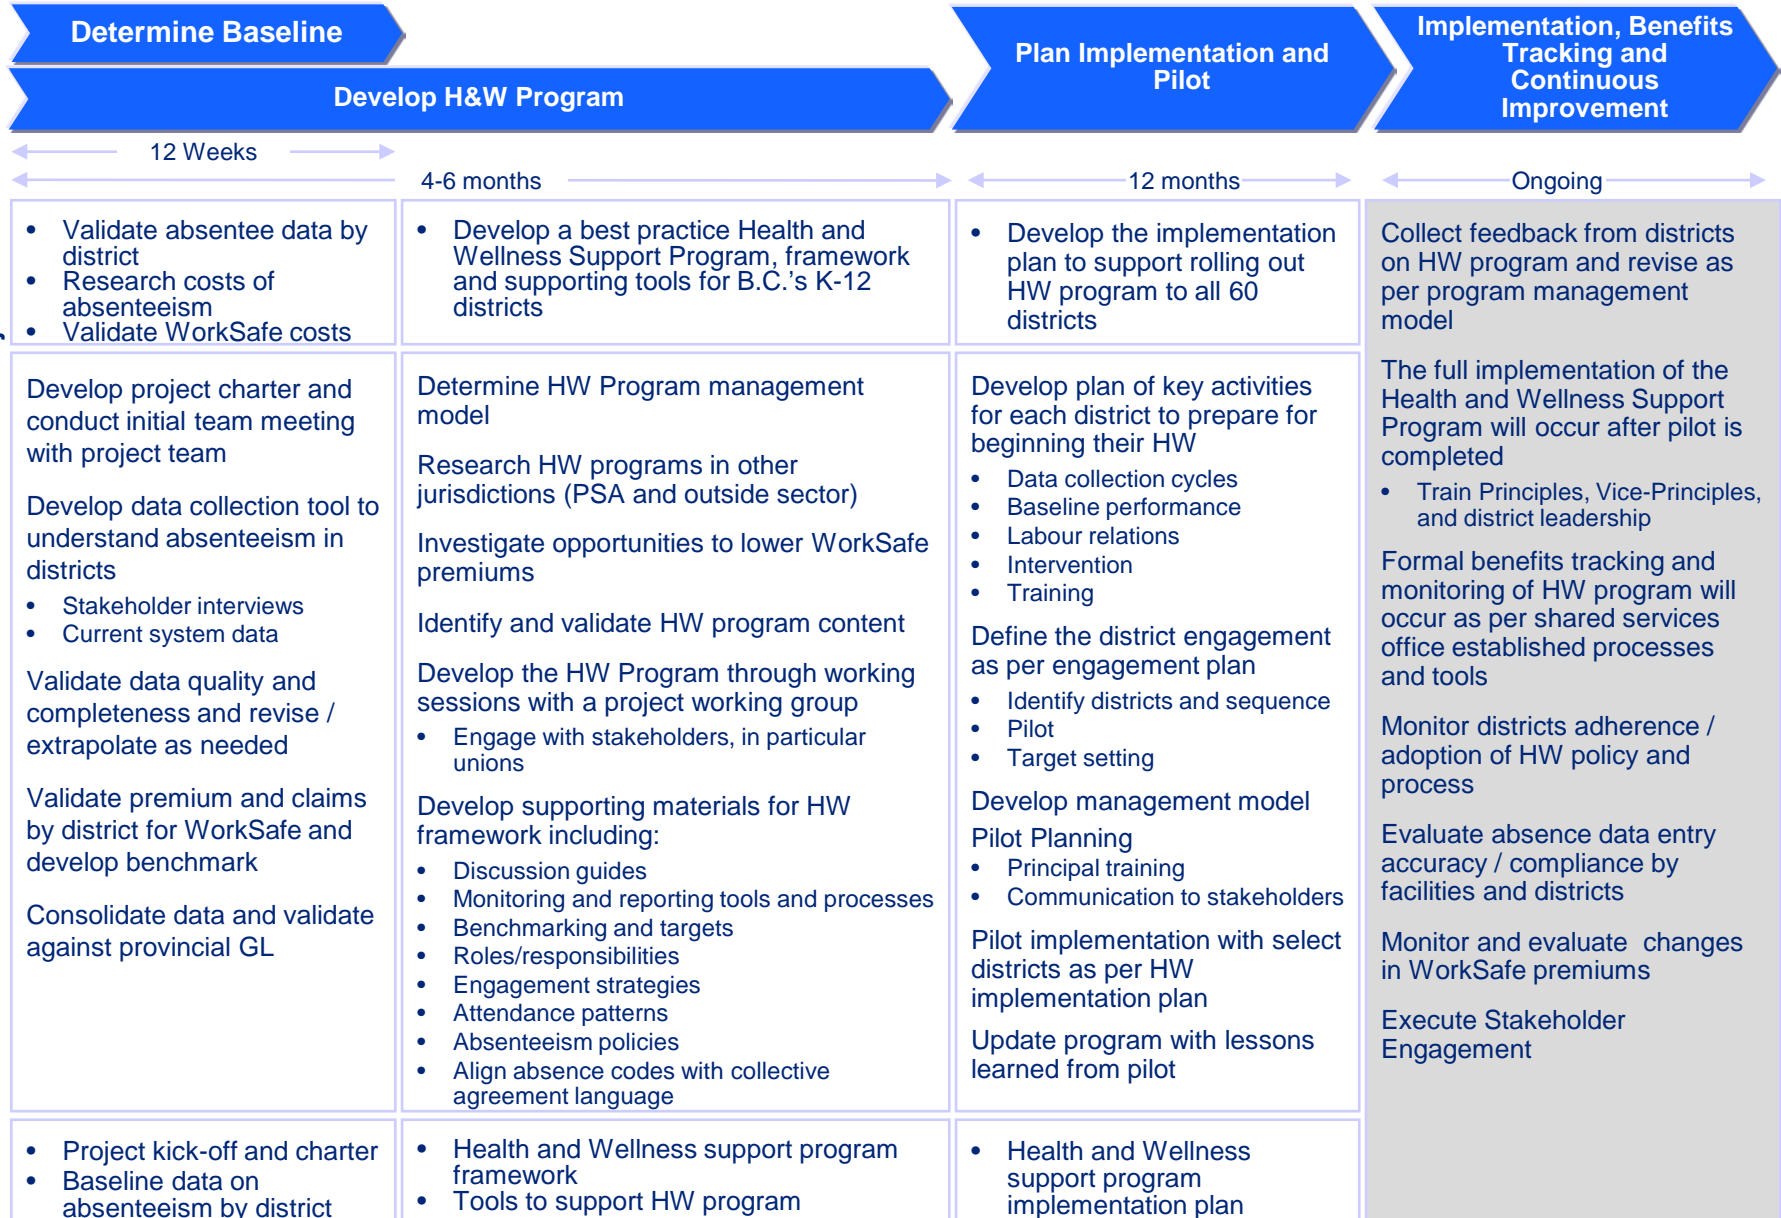 Determine Baseline
Develop H&W Program
Plan Implementation and
Pilot
Implementation, Benefits
Tracking and
Continuous
Improvement
12 Weeks
4-6 months
12 months
Ongoing
• Validate absentee data by
district
• Research costs of
absenteeism
• Validate WorkSafe costs
• Develop a best practice Health and
Wellness Support Program, framework
and supporting tools for B.C.'s K-12
districts
• Develop the implementation
plan to support rolling out
HW program to all 60
districts
Develop project charter and
conduct initial team meeting
with project team
Develop data collection tool to
understand absenteeism in
districts
• Stakeholder interviews
• Current system data
Validate data quality and
completeness and revise /
extrapolate as needed
Validate premium and claims
by district for WorkSafe and
develop benchmark
Consolidate data and validate
against provincial GL
Determine HW Program management
model
Research HW programs in other
jurisdictions (PSA and outside sector)
Investigate opportunities to lower WorkSafe
premiums
Identify and validate HW program content
Develop the HW Program through working
sessions with a project working group
• Engage with stakeholders, in particular
unions
Develop supporting materials for HW
framework including:
• Discussion guides
• Monitoring and reporting tools and processes
• Benchmarking and targets
• Roles/responsibilities
• Engagement strategies
• Attendance patterns
• Absenteeism policies
• Align absence codes with collective
agreement language
Develop plan of key activities
for each district to prepare for
beginning their HW
• Data collection cycles
• Baseline performance
• Labour relations
• Intervention
• Training
Define the district engagement
as per engagement plan
• Identify districts and sequence
• Pilot
• Target setting
Develop management model
Pilot Planning
• Principal training
• Communication to stakeholders
Pilot implementation with select
districts as per HW
implementation plan
Update program with lessons
learned from pilot
Collect feedback from districts
on HW program and revise as
per program management
model
The full implementation of the
Health and Wellness Support
Program will occur after pilot is
completed
• Train Principles, Vice-Principles,
and district leadership
Formal benefits tracking and
monitoring of HW program will
occur as per shared services
office established processes
and tools
Monitor districts adherence /
adoption of HW policy and
process
Evaluate absence data entry
accuracy / compliance by
facilities and districts
Monitor and evaluate changes
in WorkSafe premiums
Execute Stakeholder
Engagement
• Project kick-off and charter
• Baseline data on
absenteeism by district
• Health and Wellness support program
framework
• Tools to support HW program
• Health and Wellness
support program
implementation plan